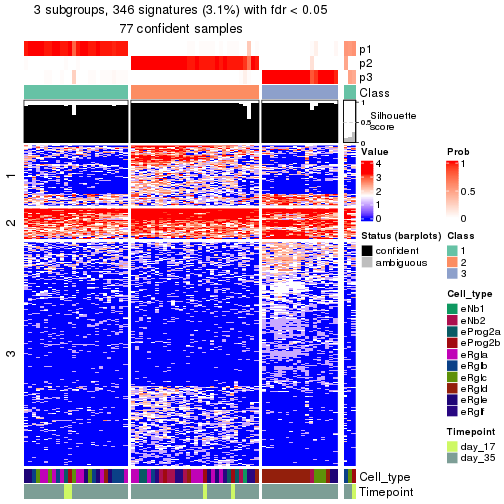 3 subgroups, 346 signatures (3.1%) with fdr < 0.05
77 confident samples
p1
p2
p3
Class
1
0.5
0
Silhouette
score
1
2
3
Cell_type
Timepoint
Value
4
3
2
1
0
Prob
1
0.5
0
Status (barplots)
confident
ambiguous
Class
1
2
3
Cell_type
eNb1
eNb2
eProg2a
eProg2b
eRgla
eRglb
eRglc
eRgld
eRgle
eRglf
Timepoint
day_17
day_35